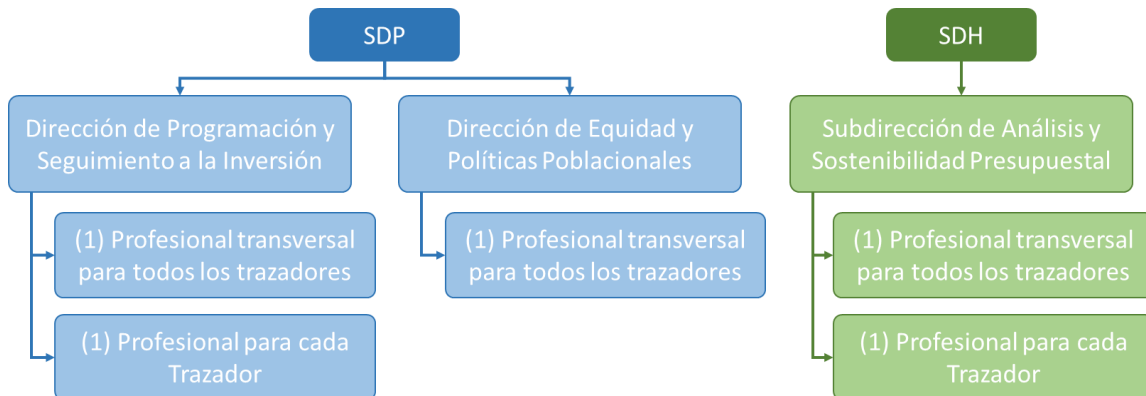 SDP
SDH
Dirección de Programación y
Seguimiento a la Inversión
Dirección de Equidad y
Políticas Poblacionales
Subdirección de Análisis y
Sostenibilidad Presupuestal
(1) Profesional transversal
para todos los trazadores
(1) Profesional transversal
para todos los trazadores
(1) Profesional transversal
para todos los trazadores
(1) Profesional para cada
Trazador
(1) Profesional para cada
Trazador